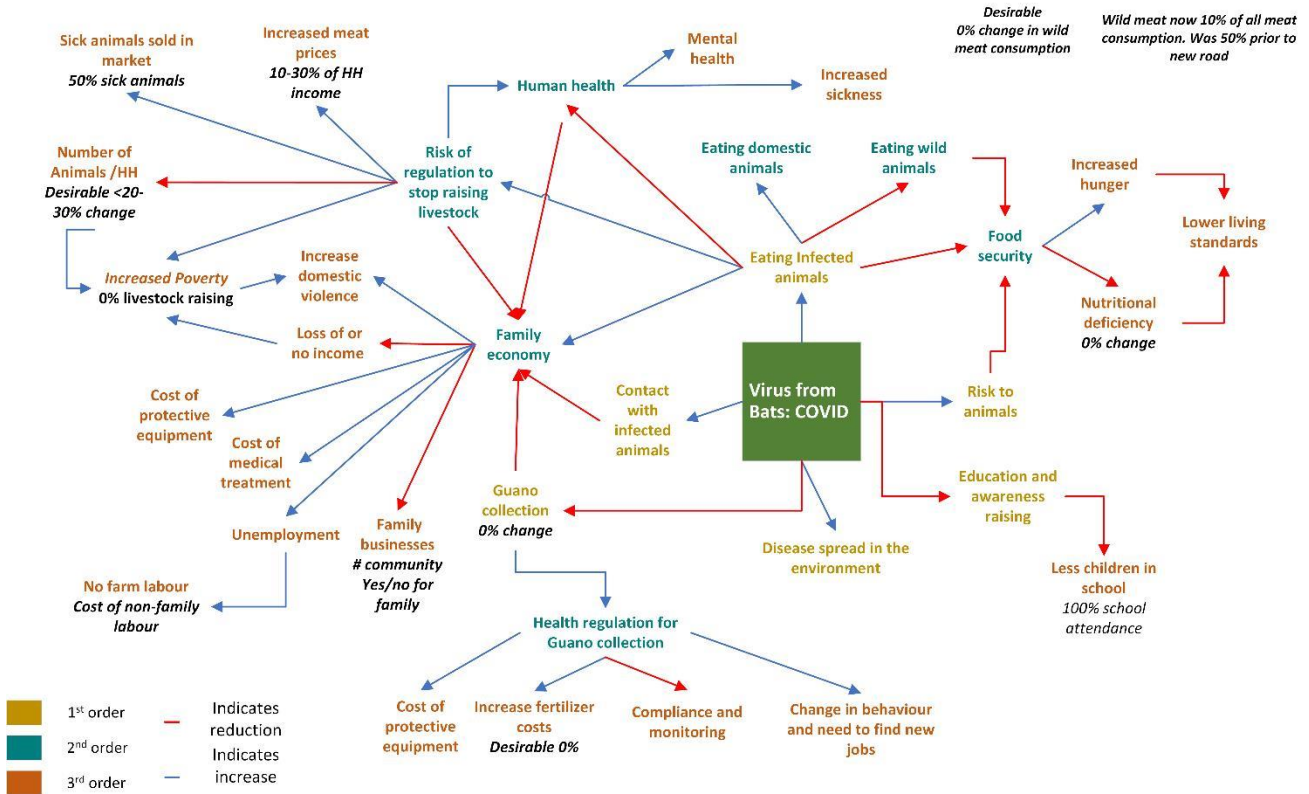 Desirable
0% change in wild
meat consumption
Wild meat now 10% of all meat
consumption. Was 50% prior to
new road
Sick animals sold in
market
50% sick animals
Increased meat
prices
10-30% of HH
income
Mental
health
Human health
Increased
sickness
Number of
Animals /HH
Desirable <20-
30% change
Risk of
regulation to
stop raising
livestock
Eating domestic
animals
Eating wild
animals
Increased
hunger
Lower living
standards
Food
security
Eating Infected
animals
Increased Poverty
0% livestock raising
Increase
domestic
violence
Nutritional
deficiency
0% change
Loss of or
no income
Family
economy
Virus from
Bats: COVID
Contact with
infected
animals
Risk to
animals
Cost of
protective
equipment
Cost of
medical
treatment
Guano
collection
0% change
Education and
awareness
raising
Unemployment
Family
businesses
# community
Yes/no for
family
Disease spread in the
environment
No farm labour
Cost of non-family
labour
Less children in
school
100% school
attendance
Health regulation for
Guano collection
Cost of
protective
equipment
Increase fertilizer
costs
Desirable 0%
Compliance and
monitoring
Change in behaviour
and need to find new
jobs
1st order
2nd order
3rd order
Indicates
reduction
Indicates
increase